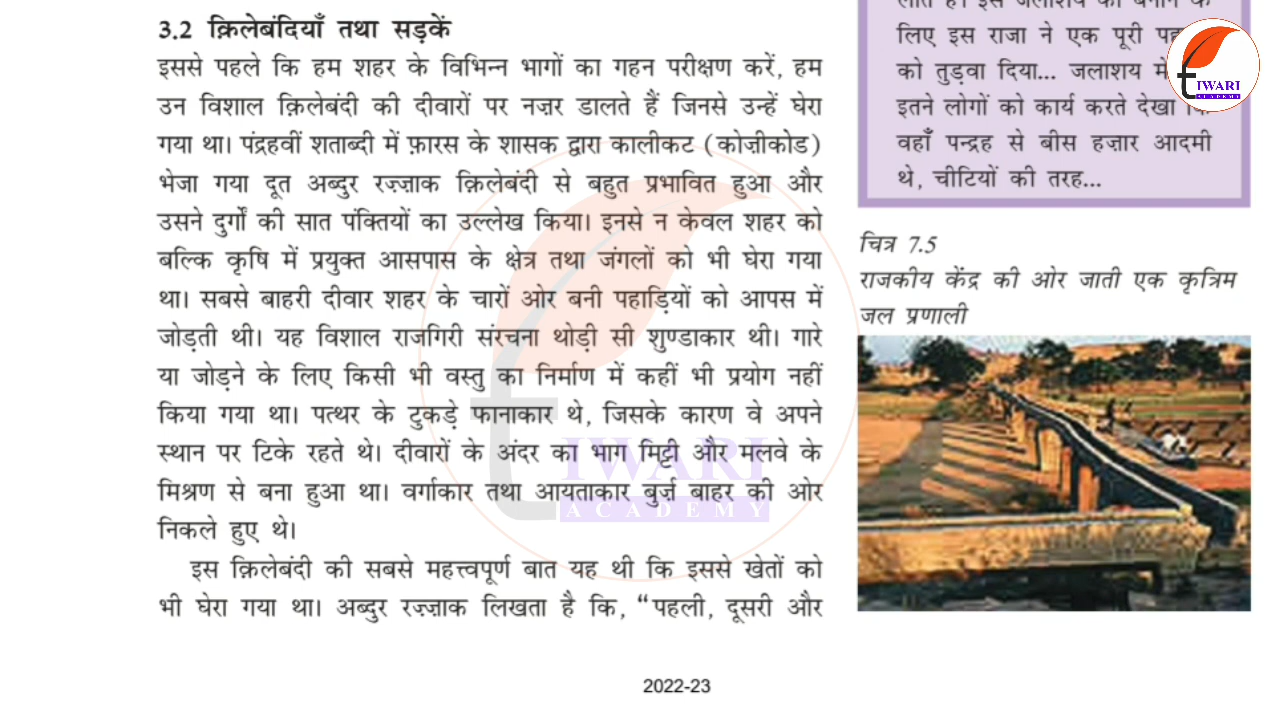 3.2 क़िलेबंदियाँ तथा सड़कें
इससे पहले कि हम शहर के विभिन्न भागों का गहन परीक्षण करें, हम
उन विशाल क़िलेबंदी की दीवारों पर नज़र डालते हैं जिनसे उन्हें घेरा
गया था। पंद्रहवीं शताब्दी में फ़ारस के शासक द्वारा कालीकट (कोज़ीकोड)
भेजा गया दूत अब्दुर रज़्ज़ाक क़िलेबंदी से बहुत प्रभावित हुआ और
उसने दुर्गों की सात पंक्तियों का उल्लेख किया। इनसे न केवल शहर को
बल्कि कृषि में प्रयुक्त आसपास के क्षेत्र तथा जंगलों को भी घेरा गया
था। सबसे बाहरी दीवार शहर के चारों ओर बनी पहाड़ियों को आपस में
जोड़ती थी। यह विशाल राजगिरी संरचना थोड़ी सी शुण्डाकार थी। गारे
या जोड़ने के लिए किसी भी वस्तु का निर्माण में कहीं भी प्रयोग नहीं
किया गया था। पत्थर के टुकड़े फानाकार थे, जिसके कारण वे अपने
स्थान पर टिके रहते थे। दीवारों के अंदर का भाग मिट्टी और मलवे के
मिश्रण से बना हुआ था। वर्गाकार तथा आयताकार बुर्ज़ बाहर की ओर
निकले हुए थे।
इस क़िलेबंदी की सबसे महत्त्वपूर्ण बात यह थी कि इससे खेतों को
भी घेरा गया था। अब्दुर रज़्ज़ाक लिखता है कि, “पहली, दूसरी और
लिए इस राजा ने एक पूरी
को तुड़वा दिया... जलाशय
इतने लोगों को कार्य करते देखा कि
वहाँ पन्द्रह से बीस हज़ार आदमी
थे, चीटियों की तरह...
चित्र 7.5
राजकीय केंद्र की ओर जाती एक कृत्रिम
जल प्रणाली
TIWARI
ACADEMY
TIWARI
ACADEMY
2022-23